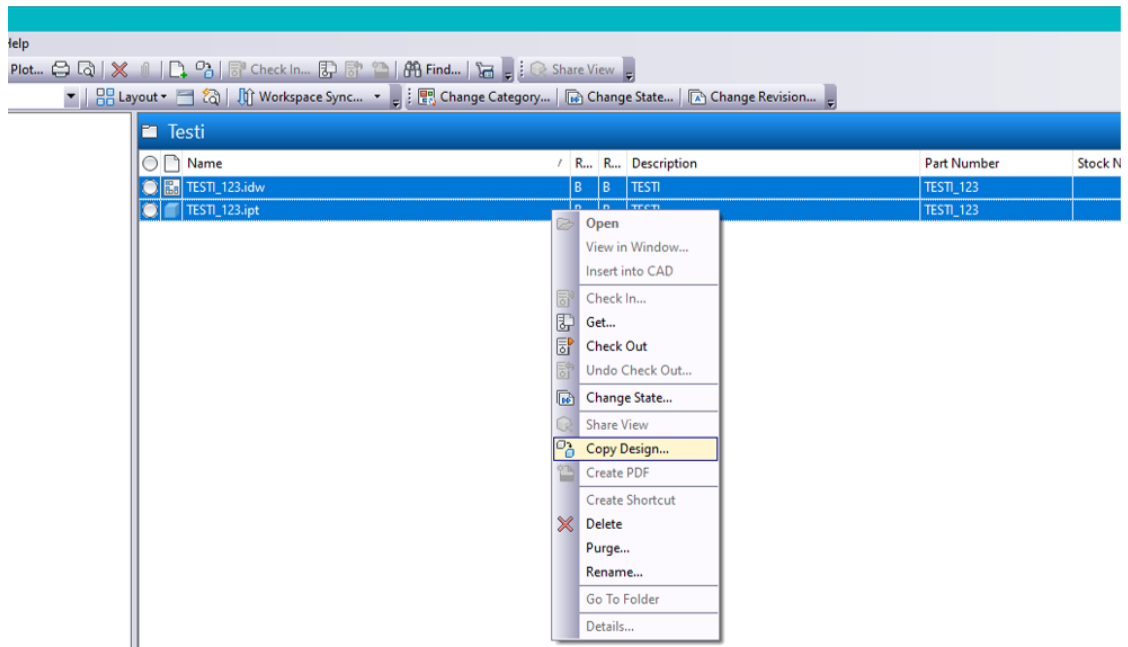 Help
Plot... Check In... Find... Share View
Layout Workspace Sync... Change Category... Change State... Change Revision...
Testi
Name / R... R... Description Part Number Stock N
TESTI_123.idw B B TESTI TESTI_123
TESTI_123.ipt B B TESTI TESTI_123
Open
View in Window...
Insert into CAD
Check In...
Get...
Check Out
Undo Check Out...
Change State...
Share View
Copy Design...
Create PDF
Create Shortcut
Delete
Purge...
Rename...
Go To Folder
Details...